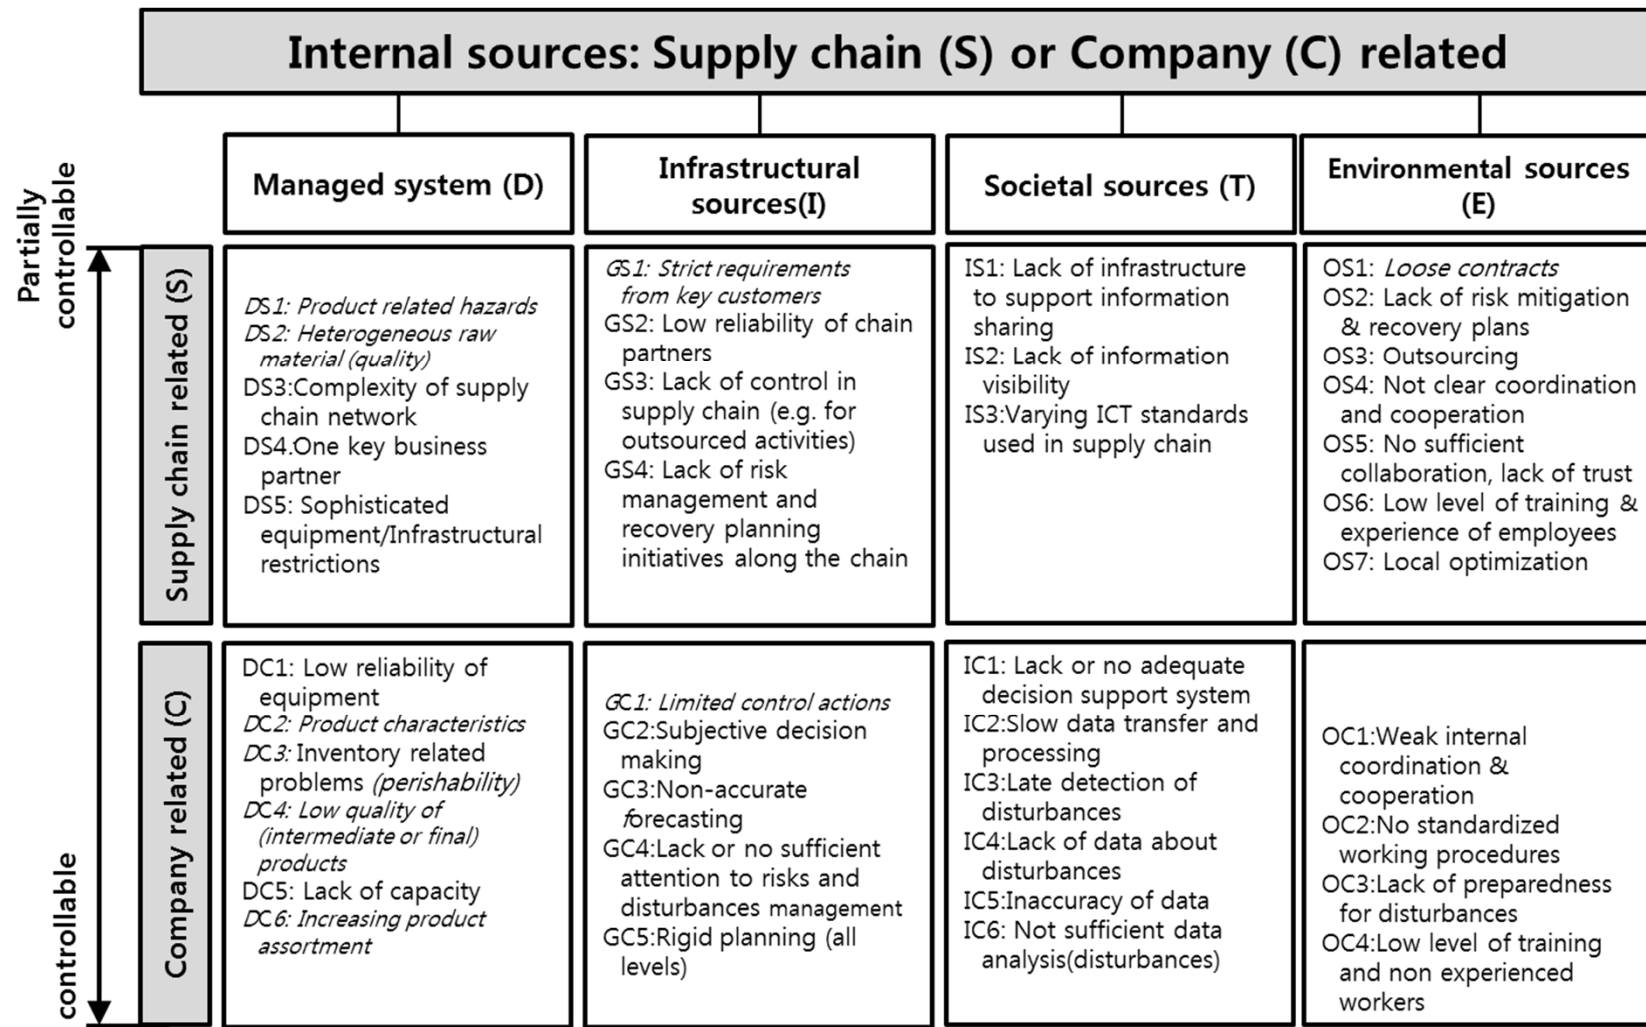 Internal sources: Supply chain (S) or Company (C) related
Managed system (D)
Infrastructural
sources(I)
Societal sources (T)
Environmental sources
(E)
Partially
controllable
controllable
Supply chain related (S)
DS1: Product related hazards
DS2: Heterogeneous raw
material (quality)
DS3:Complexity of supply
chain network
DS4.One key business
partner
DS5: Sophisticated
equipment/Infrastructural
restrictions
GS1: Strict requirements
from key customers
GS2: Low reliability of chain
partners
GS3: Lack of control in
supply chain (e.g. for
outsourced activities)
GS4: Lack of risk
management and
recovery planning
initiatives along the chain
IS1: Lack of infrastructure
to support information
sharing
IS2: Lack of information
visibility
IS3:Varying ICT standards
used in supply chain
OS1: Loose contracts
OS2: Lack of risk mitigation
& recovery plans
OS3: Outsourcing
OS4: Not clear coordination
and cooperation
OS5: No sufficient
collaboration, lack of trust
OS6: Low level of training &
experience of employees
OS7: Local optimization
Company related (C)
DC1: Low reliability of
equipment
DC2: Product characteristics
DC3: Inventory related
problems (perishability)
DC4: Low quality of
(intermediate or final)
products
DC5: Lack of capacity
DC6: Increasing product
assortment
GC1: Limited control actions
GC2:Subjective decision
making
GC3:Non-accurate
forecasting
GC4:Lack or no sufficient
attention to risks and
disturbances management
GC5:Rigid planning (all
levels)
IC1: Lack or no adequate
decision support system
IC2:Slow data transfer and
processing
IC3:Late detection of
disturbances
IC4:Lack of data about
disturbances
IC5:Inaccuracy of data
IC6: Not sufficient data
analysis(disturbances)
OC1:Weak internal
coordination &
cooperation
OC2:No standardized
working procedures
OC3:Lack of preparedness
for disturbances
OC4:Low level of training
and non experienced
workers